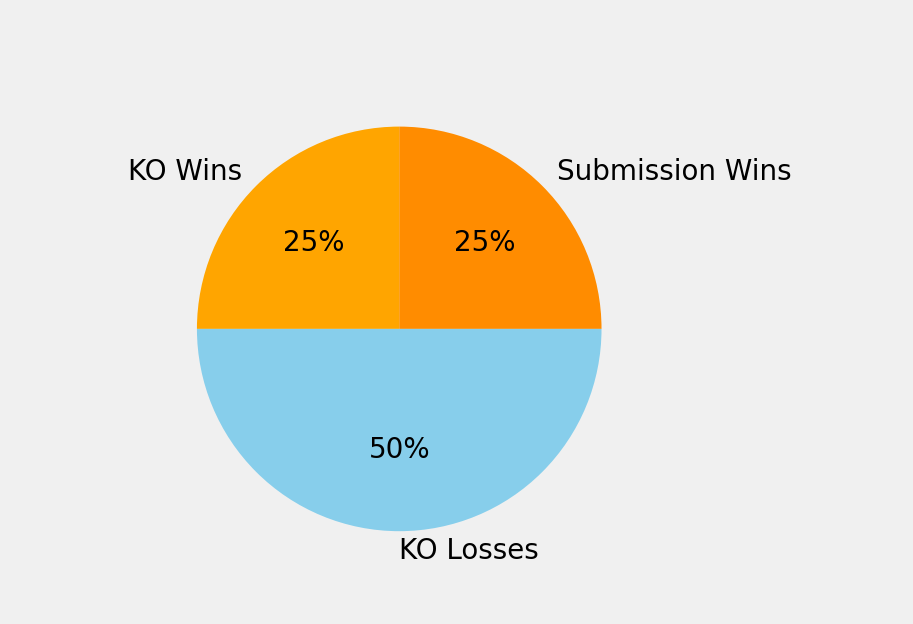 KO Wins
Submission Wins
25%
25%
50%
KO Losses